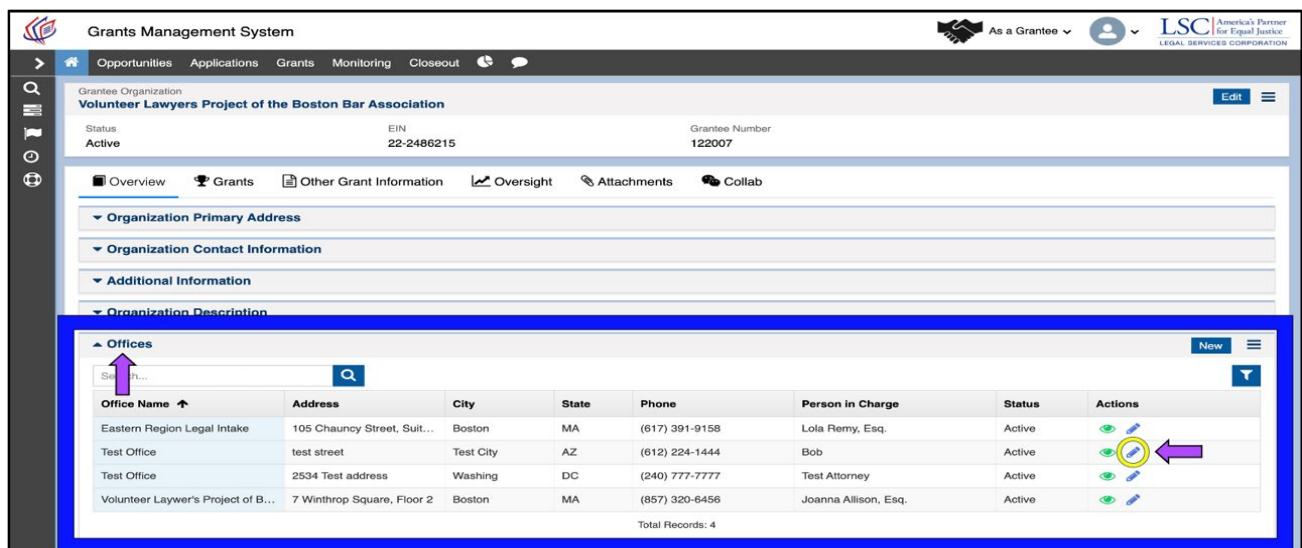 Grants Management System
As a Grantee
LSC America's Partner for Equal Justice
LEGAL SERVICES CORPORATION
Opportunities Applications Grants Monitoring Closeout
Grantee Organization
Volunteer Lawyers Project of the Boston Bar Association
Edit
Status EIN Grantee Number
Active 22-2486215 122007
Overview Grants Other Grant Information Oversight Attachments Collab
Organization Primary Address
Organization Contact Information
Additional Information
Organization Description
Offices
New
Office Name Address City State Phone Person in Charge Status Actions
Eastern Region Legal Intake 105 Chauncy Street, Suit... Boston MA (617) 391-9158 Lola Remy, Esq. Active
Test Office test street Test City AZ (612) 224-1444 Bob Active
Test Office 2534 Test address Washing DC (240) 777-7777 Test Attorney Active
Volunteer Laywer's Project of B... 7 Winthrop Square, Floor 2 Boston MA (857) 320-6456 Joanna Allison, Esq. Active
Total Records: 4